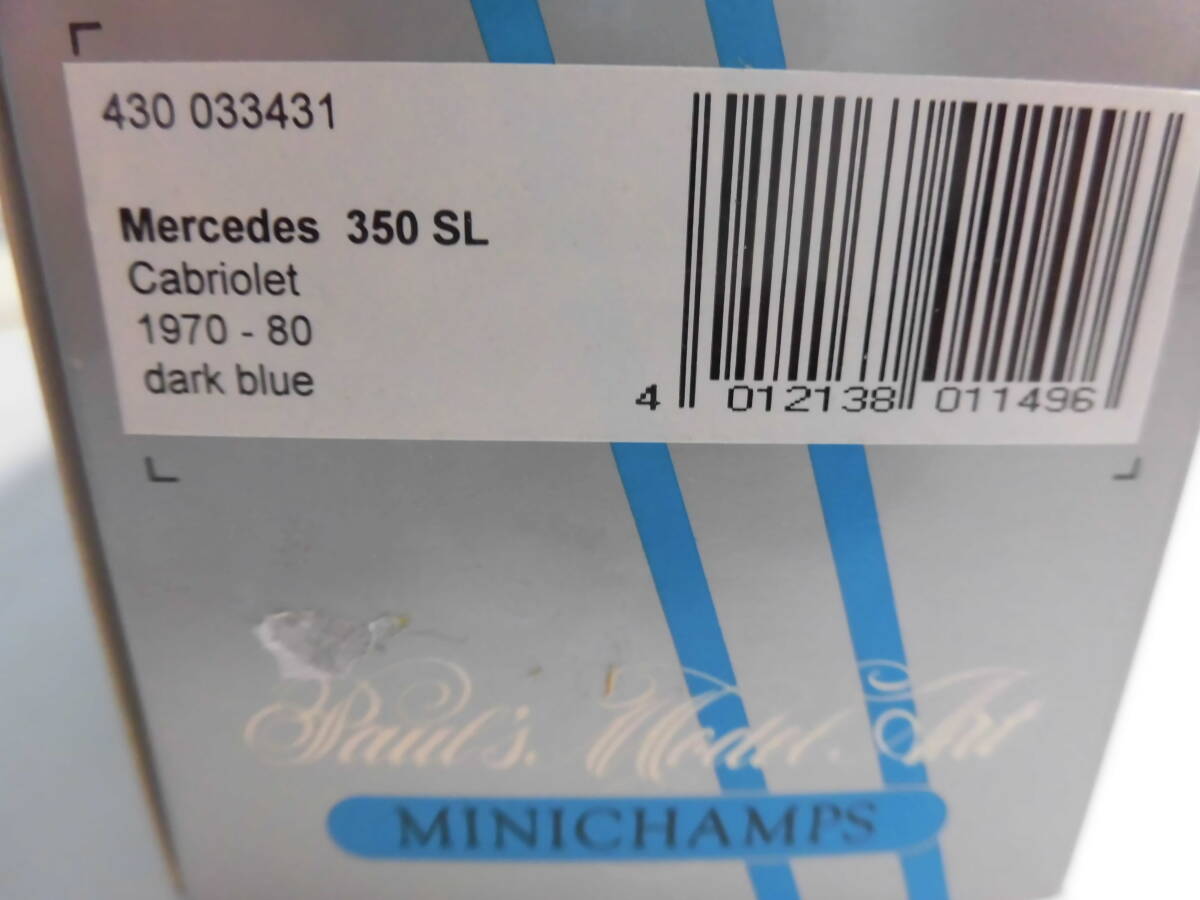 430 033431
Mercedes 350 SL
Cabriolet
1970 - 80
dark blue
4 012138 011496
Paul's Model Art
MINICHAMPS